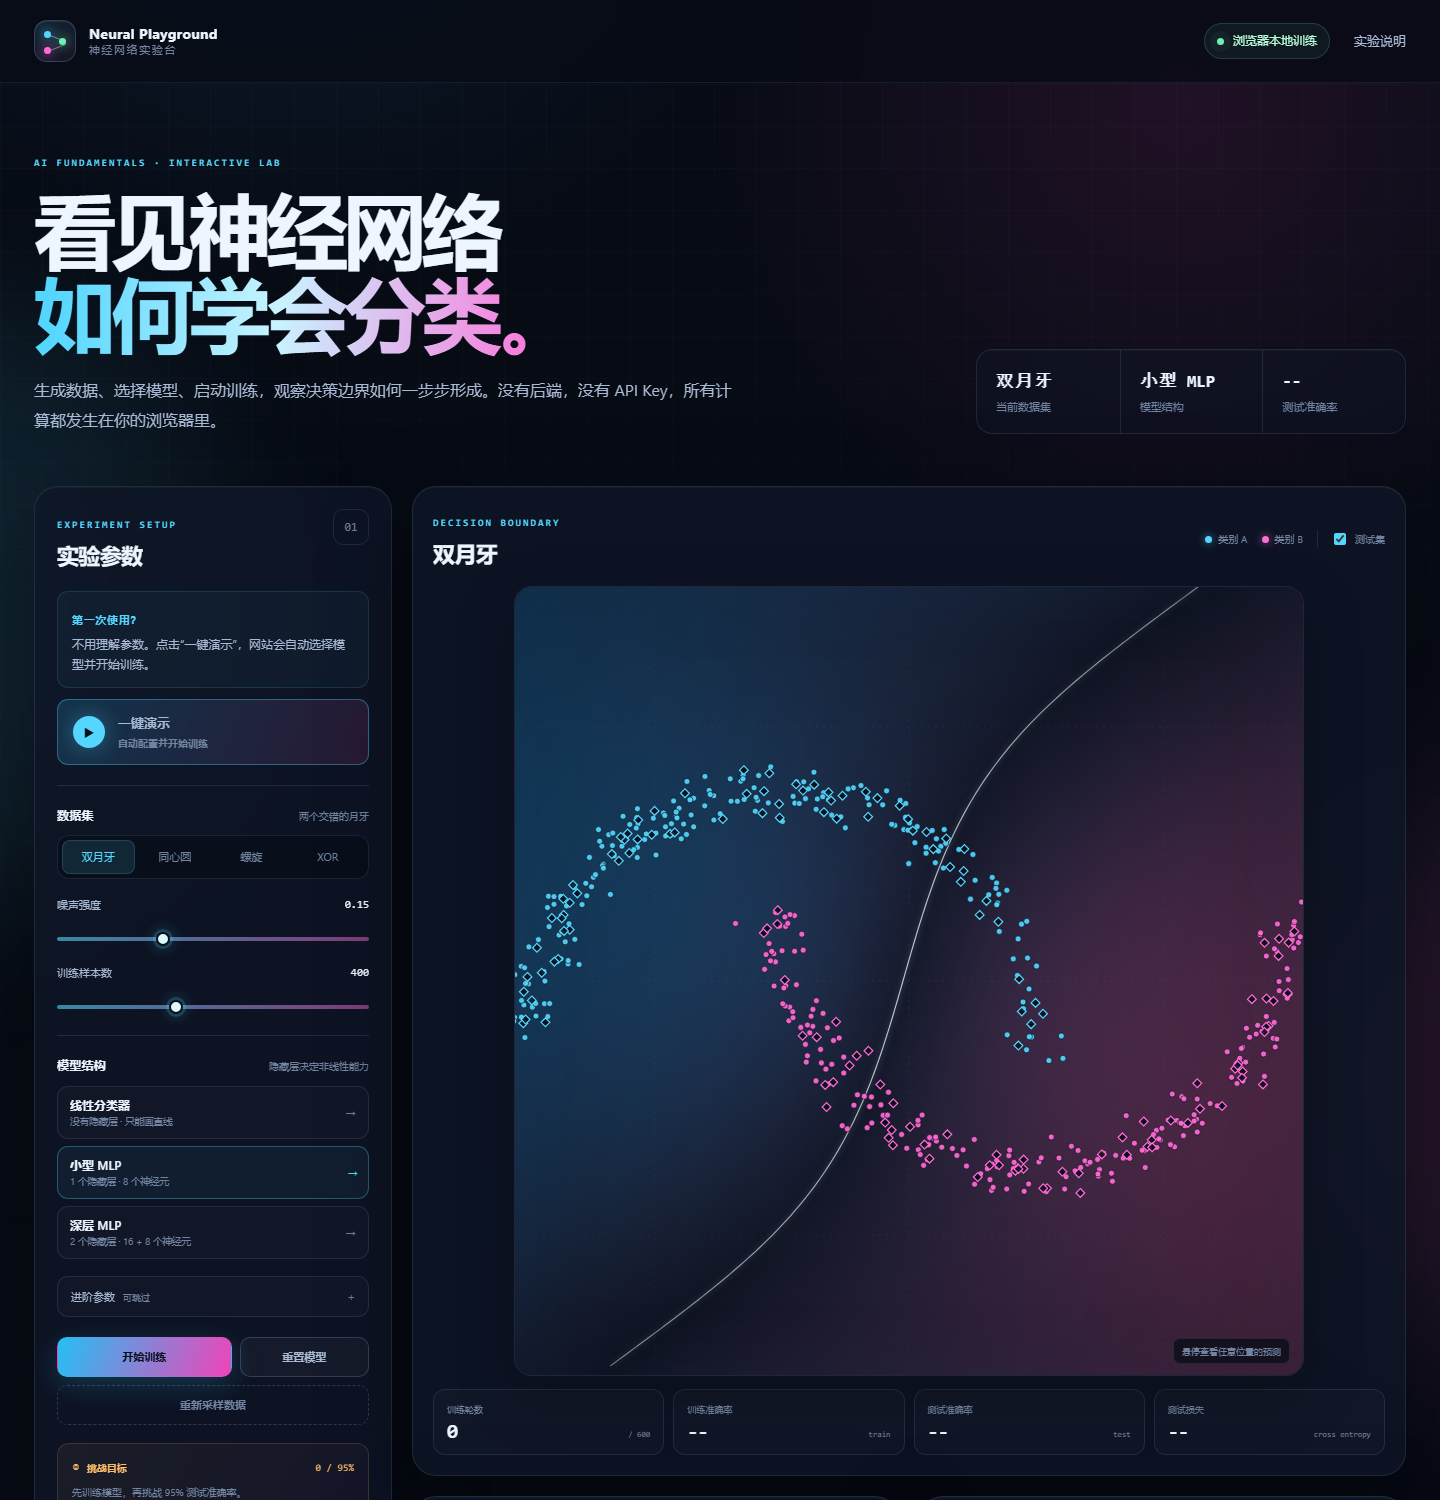 Neural Playground
神经网络实验台
浏览器本地训练
实验说明
AI FUNDAMENTALS · INTERACTIVE LAB
看见神经网络
如何学会分类。
生成数据、选择模型、启动训练，观察决策边界如何一步步形成。没有后端，没有 API Key，所有计
算都发生在你的浏览器里。
双月牙
当前数据集
小型 MLP
模型结构
--
测试准确率
EXPERIMENT SETUP
01
实验参数
第一次使用？
不用理解参数。点击“一键演示”，网站会自动选择模
型并开始训练。
一键演示
自动配置并开始训练
数据集
两个交错的月牙
双月牙
同心圆
螺旋
XOR
噪声强度
0.15
训练样本数
400
模型结构
隐藏层决定非线性能力
线性分类器
没有隐藏层 · 只能画直线
→
小型 MLP
1 个隐藏层 · 8 个神经元
→
深层 MLP
2 个隐藏层 · 16 + 8 个神经元
→
进阶参数 可跳过
+
开始训练
重置模型
重新采样数据
挑战目标
0 / 95%
先训练模型，再挑战 95% 测试准确率。
DECISION BOUNDARY
双月牙
类别 A
类别 B
测试集
悬停查看任意位置的预测
训练轮数
0
/ 600
训练准确率
--
train
测试准确率
--
test
测试损失
--
cross entropy